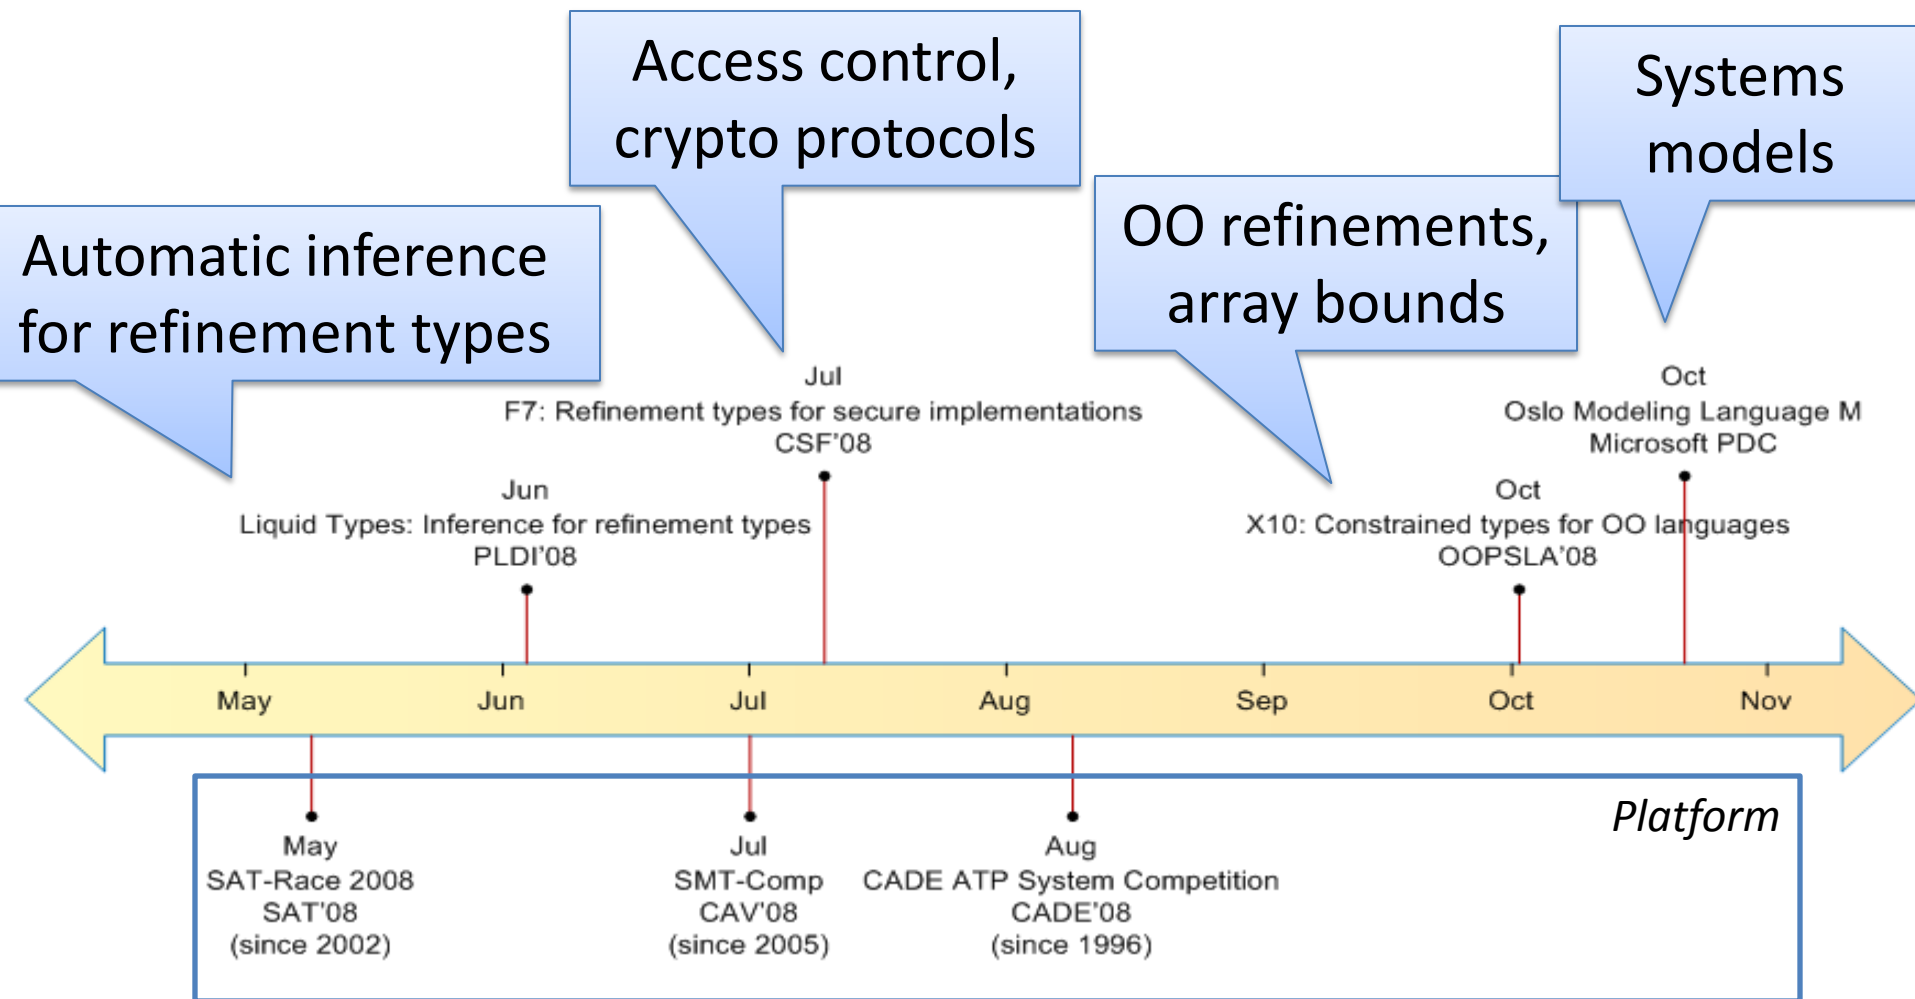 Access control,
crypto protocols
Systems
models
Automatic inference
for refinement types
OO refinements,
array bounds
Jul
F7: Refinement types for secure implementations
CSF'08
Oct
Oslo Modeling Language M
Microsoft PDC
Jun
Liquid Types: Inference for refinement types
PLDI'08
Oct
X10: Constrained types for OO languages
OOPSLA'08
May Jun Jul Aug Sep Oct Nov
Platform
May
SAT-Race 2008
SAT'08
(since 2002)
Jul
SMT-Comp
CAV'08
(since 2005)
Aug
CADE ATP System Competition
CADE'08
(since 1996)